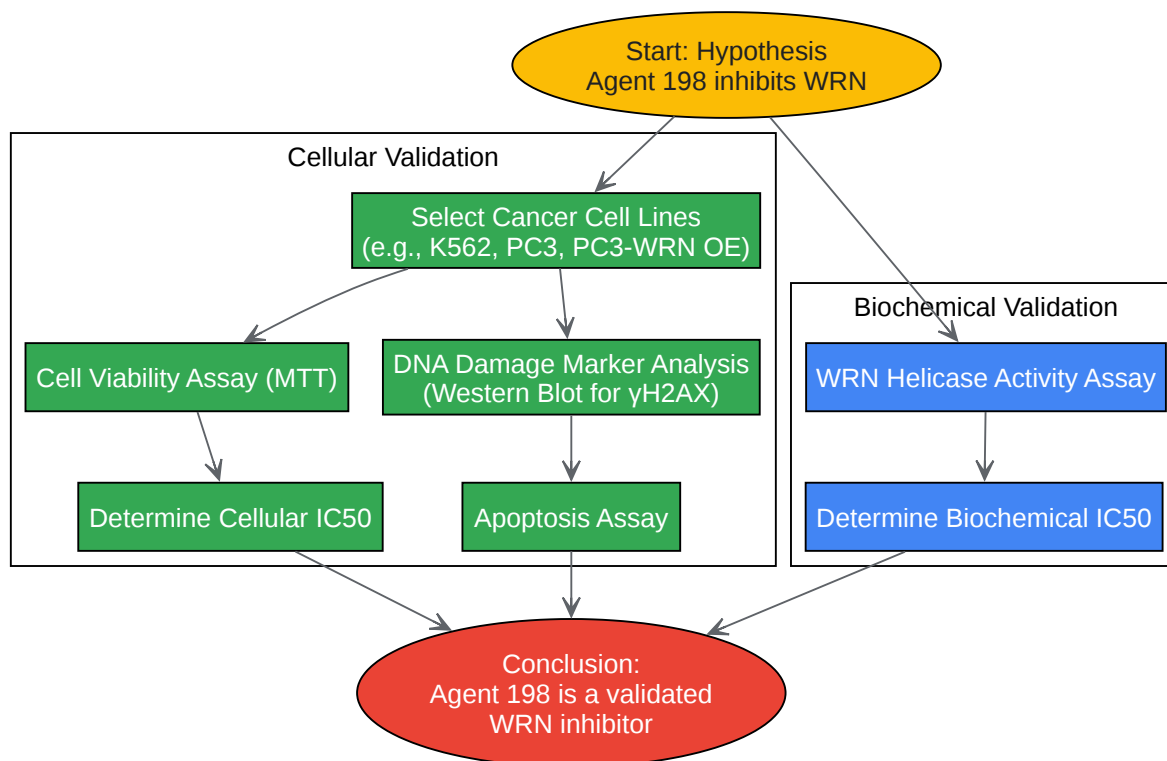 Start: Hypothesis
Agent 198 inhibits WRN
Cellular Validation
Select Cancer Cell Lines
(e.g., K562, PC3, PC3-WRN OE)
Biochemical Validation
Cell Viability Assay (MTT)
DNA Damage Marker Analysis
(Western Blot for γH2AX)
WRN Helicase Activity Assay
Determine Cellular IC50
Apoptosis Assay
Determine Biochemical IC50
Conclusion:
Agent 198 is a validated
WRN inhibitor